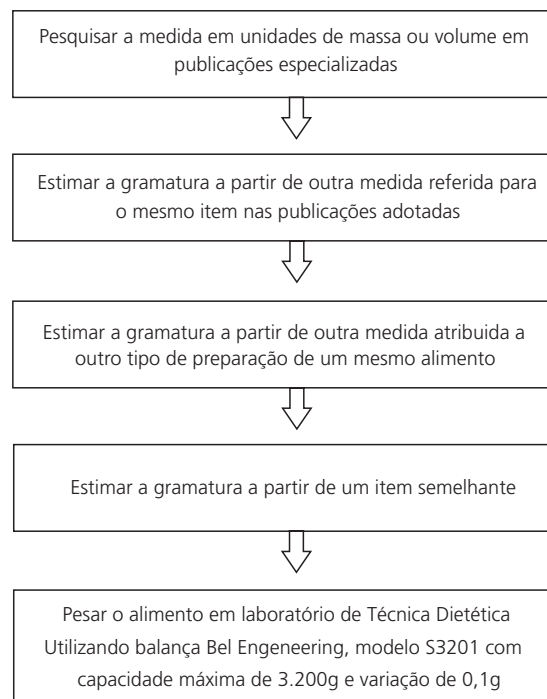 Pesquisar a medida em unidades de massa ou volume em
publicações especializadas
Estimar a gramatura a partir de outra medida referida para
o mesmo item nas publicações adotadas
Estimar a gramatura a partir de outra medida atribuida a
outro tipo de preparação de um mesmo alimento
Estimar a gramatura a partir de um item semelhante
Pesar o alimento em laboratório de Técnica Dietética
Utilizando balança Bel Engeneering, modelo S3201 com
capacidade máxima de 3.200g e variação de 0,1g